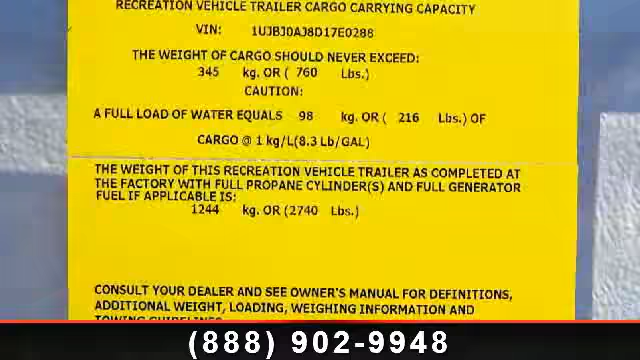 RECREATION VEHICLE TRAILER CARGO CARRYING CAPACITY
VIN: 1UJBJ0AJ8D17E0288
THE WEIGHT OF CARGO SHOULD NEVER EXCEED:
345 kg. OR ( 760 Lbs.)
CAUTION:
A FULL LOAD OF WATER EQUALS 98 kg. OR ( 216 Lbs.) OF
CARGO @ 1 kg/L(8.3 Lb/GAL)
THE WEIGHT OF THIS RECREATION VEHICLE TRAILER AS COMPLETED AT
THE FACTORY WITH FULL PROPANE CYLINDER(S) AND FULL GENERATOR
FUEL IF APPLICABLE IS:
1244 kg. OR (2740 Lbs.)
CONSULT YOUR DEALER AND SEE OWNER'S MANUAL FOR DEFINITIONS,
ADDITIONAL WEIGHT, LOADING, WEIGHING INFORMATION AND
TOWING GUIDELINES
(888) 902-9948